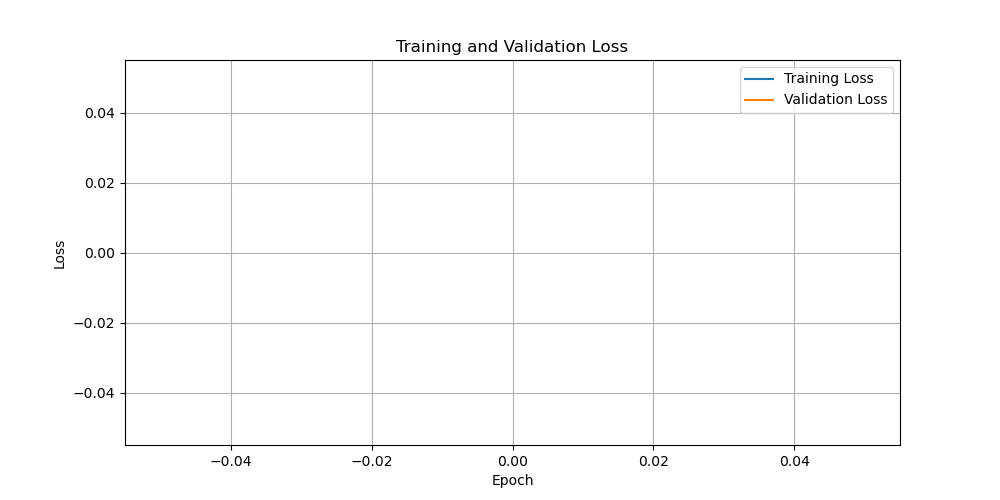 Training and Validation Loss
Training Loss
Validation Loss
0.04
0.02
0.00
−0.02
−0.04
Loss
−0.04
−0.02
0.00
0.02
0.04
Epoch